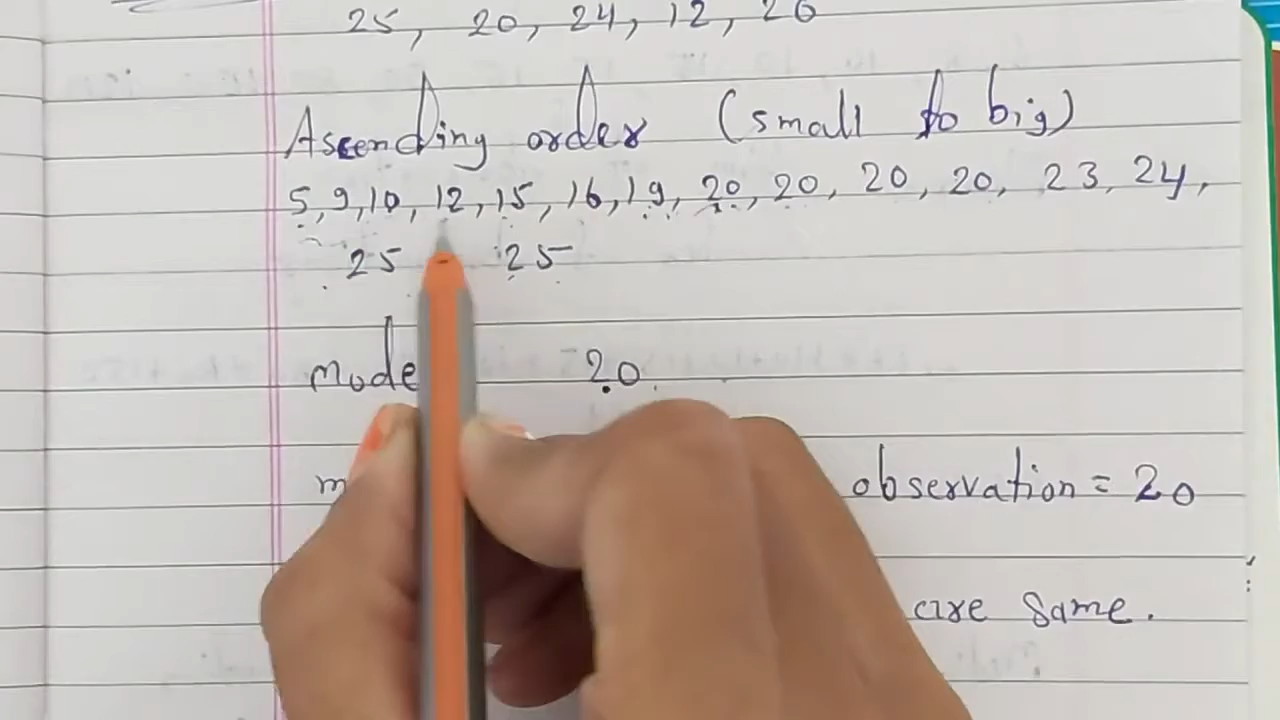 25, 20, 24, 12, 20
Ascending order (small to big)
5, 9, 10, 12, 15, 16, 19, 20, 20, 20, 20, 23, 24,
25 25
mode 20
observation = 20
are same.